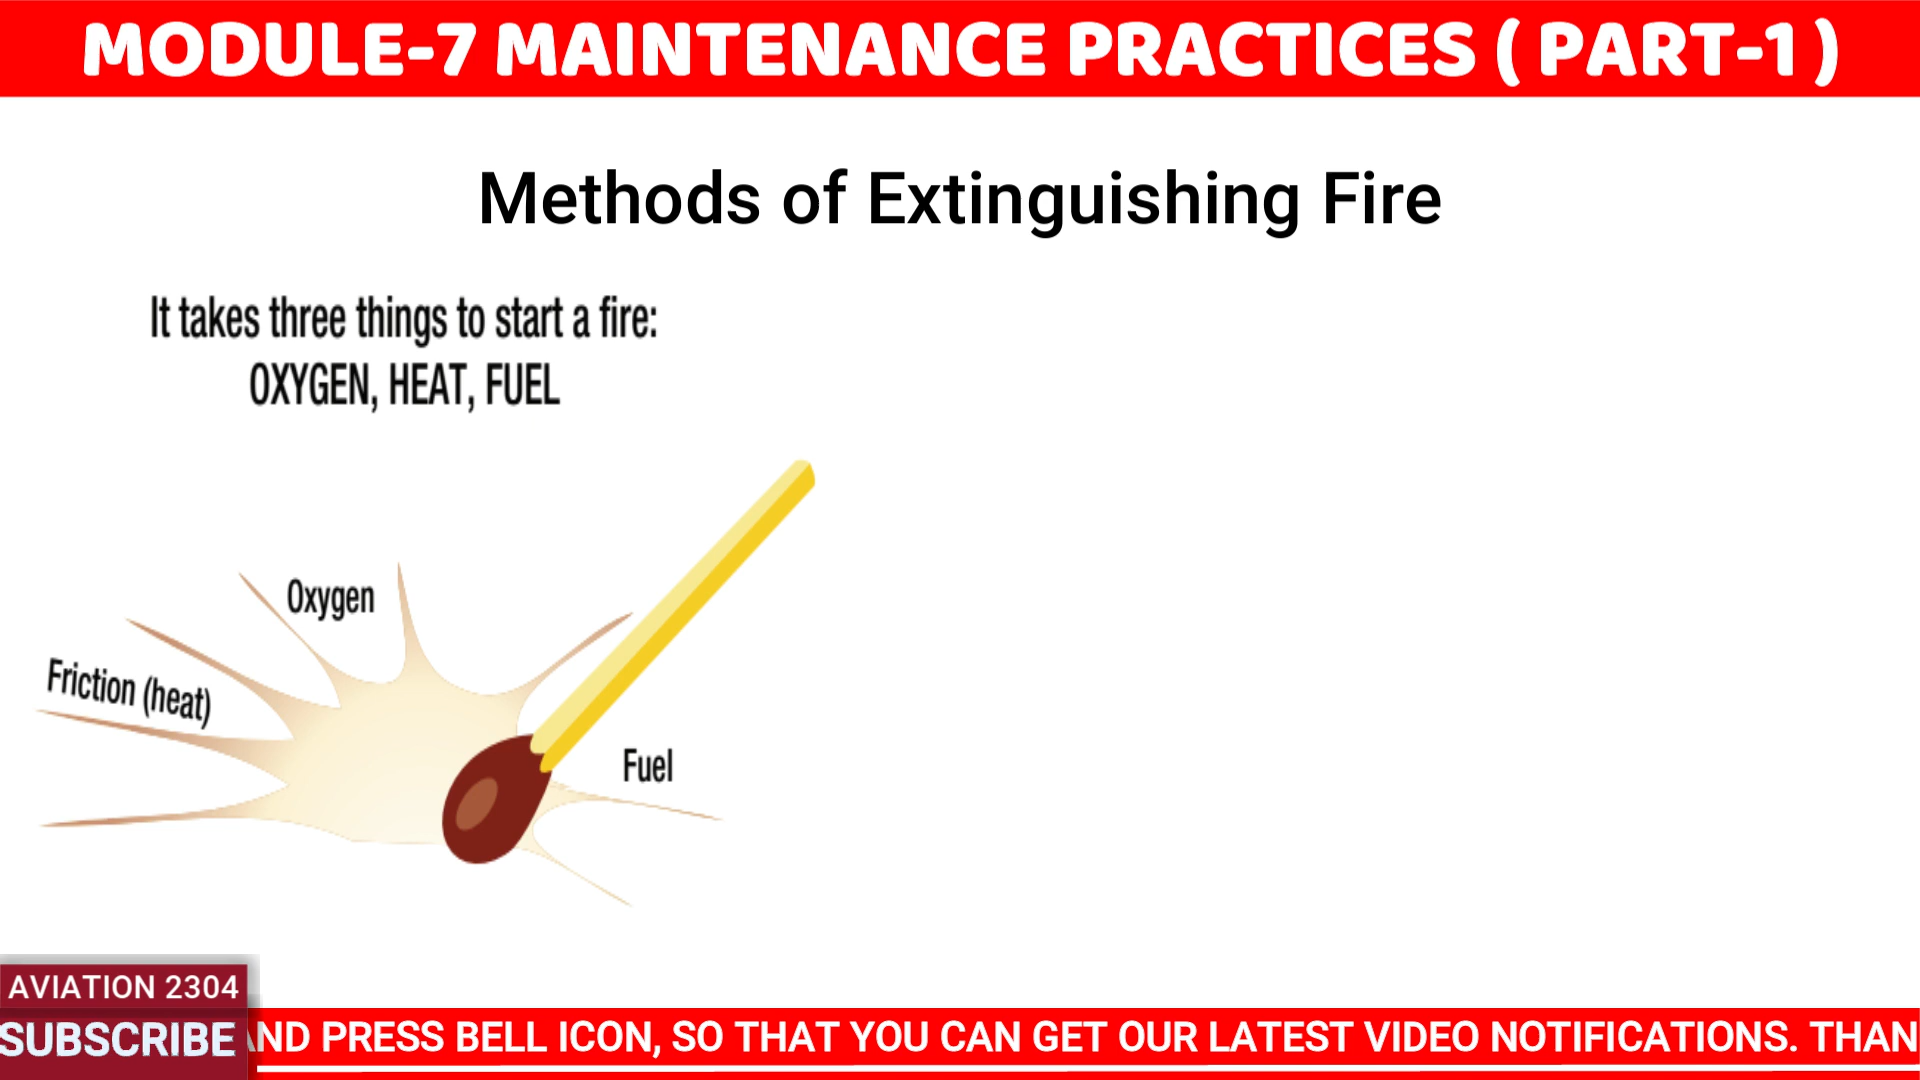 MODULE-7 MAINTENANCE PRACTICES ( PART-1 )
Methods of Extinguishing Fire
It takes three things to start a fire:
OXYGEN, HEAT, FUEL
Oxygen
Friction (heat)
Fuel
AVIATION 2304
SUBSCRIBE
ND PRESS BELL ICON, SO THAT YOU CAN GET OUR LATEST VIDEO NOTIFICATIONS. THAN